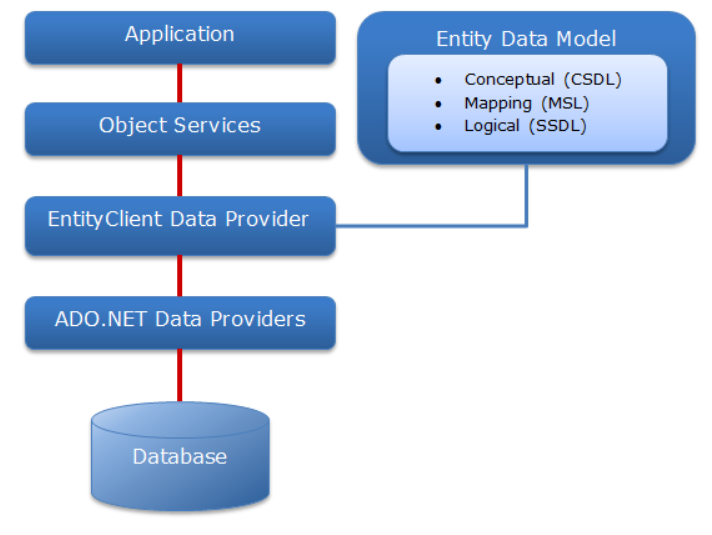 Application
Object Services
EntityClient Data Provider
ADO.NET Data Providers
Database
Entity Data Model
• Conceptual (CSDL)
• Mapping (MSL)
• Logical (SSDL)